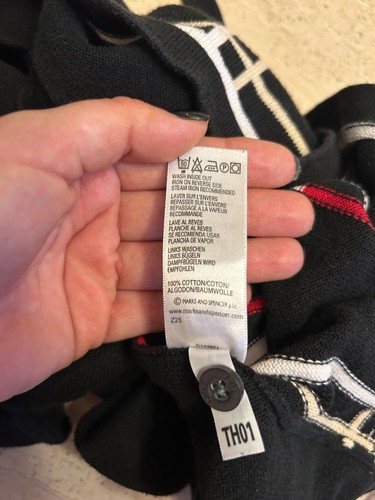 30
WASH INSIDE OUT
IRON ON REVERSE SIDE
STEAM IRON RECOMMENDED
LAVER SUR L'ENVERS
REPASSER SUR L'ENVERS
REPASSAGE A LA VAPEUR
RECOMMANDE
LAVE AL REVES
PLANCHE AL REVES
SE RECOMIENDA USAR
PLANCHA DE VAPOR
LINKS WASCHEN
LINKS BÜGELN
DAMPFBÜGELN WIRD
EMPFOHLEN
100% COTTON/COTON/
ALGODON/BAUMWOLLE
© MARKS AND SPENCER p.l.c.
www.marksandspencer.com
Z25
TH01